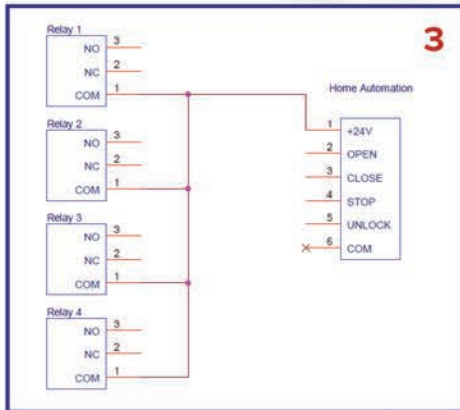 3
Relay 1
NO 3
NC 2
COM 1
Relay 2
NO 3
NC 2
COM 1
Relay 3
NO 3
NC 2
COM 1
Relay 4
NO 3
NC 2
COM 1
Home Automation
1 +24V
2 OPEN
3 CLOSE
4 STOP
5 UNLOCK
6 COM